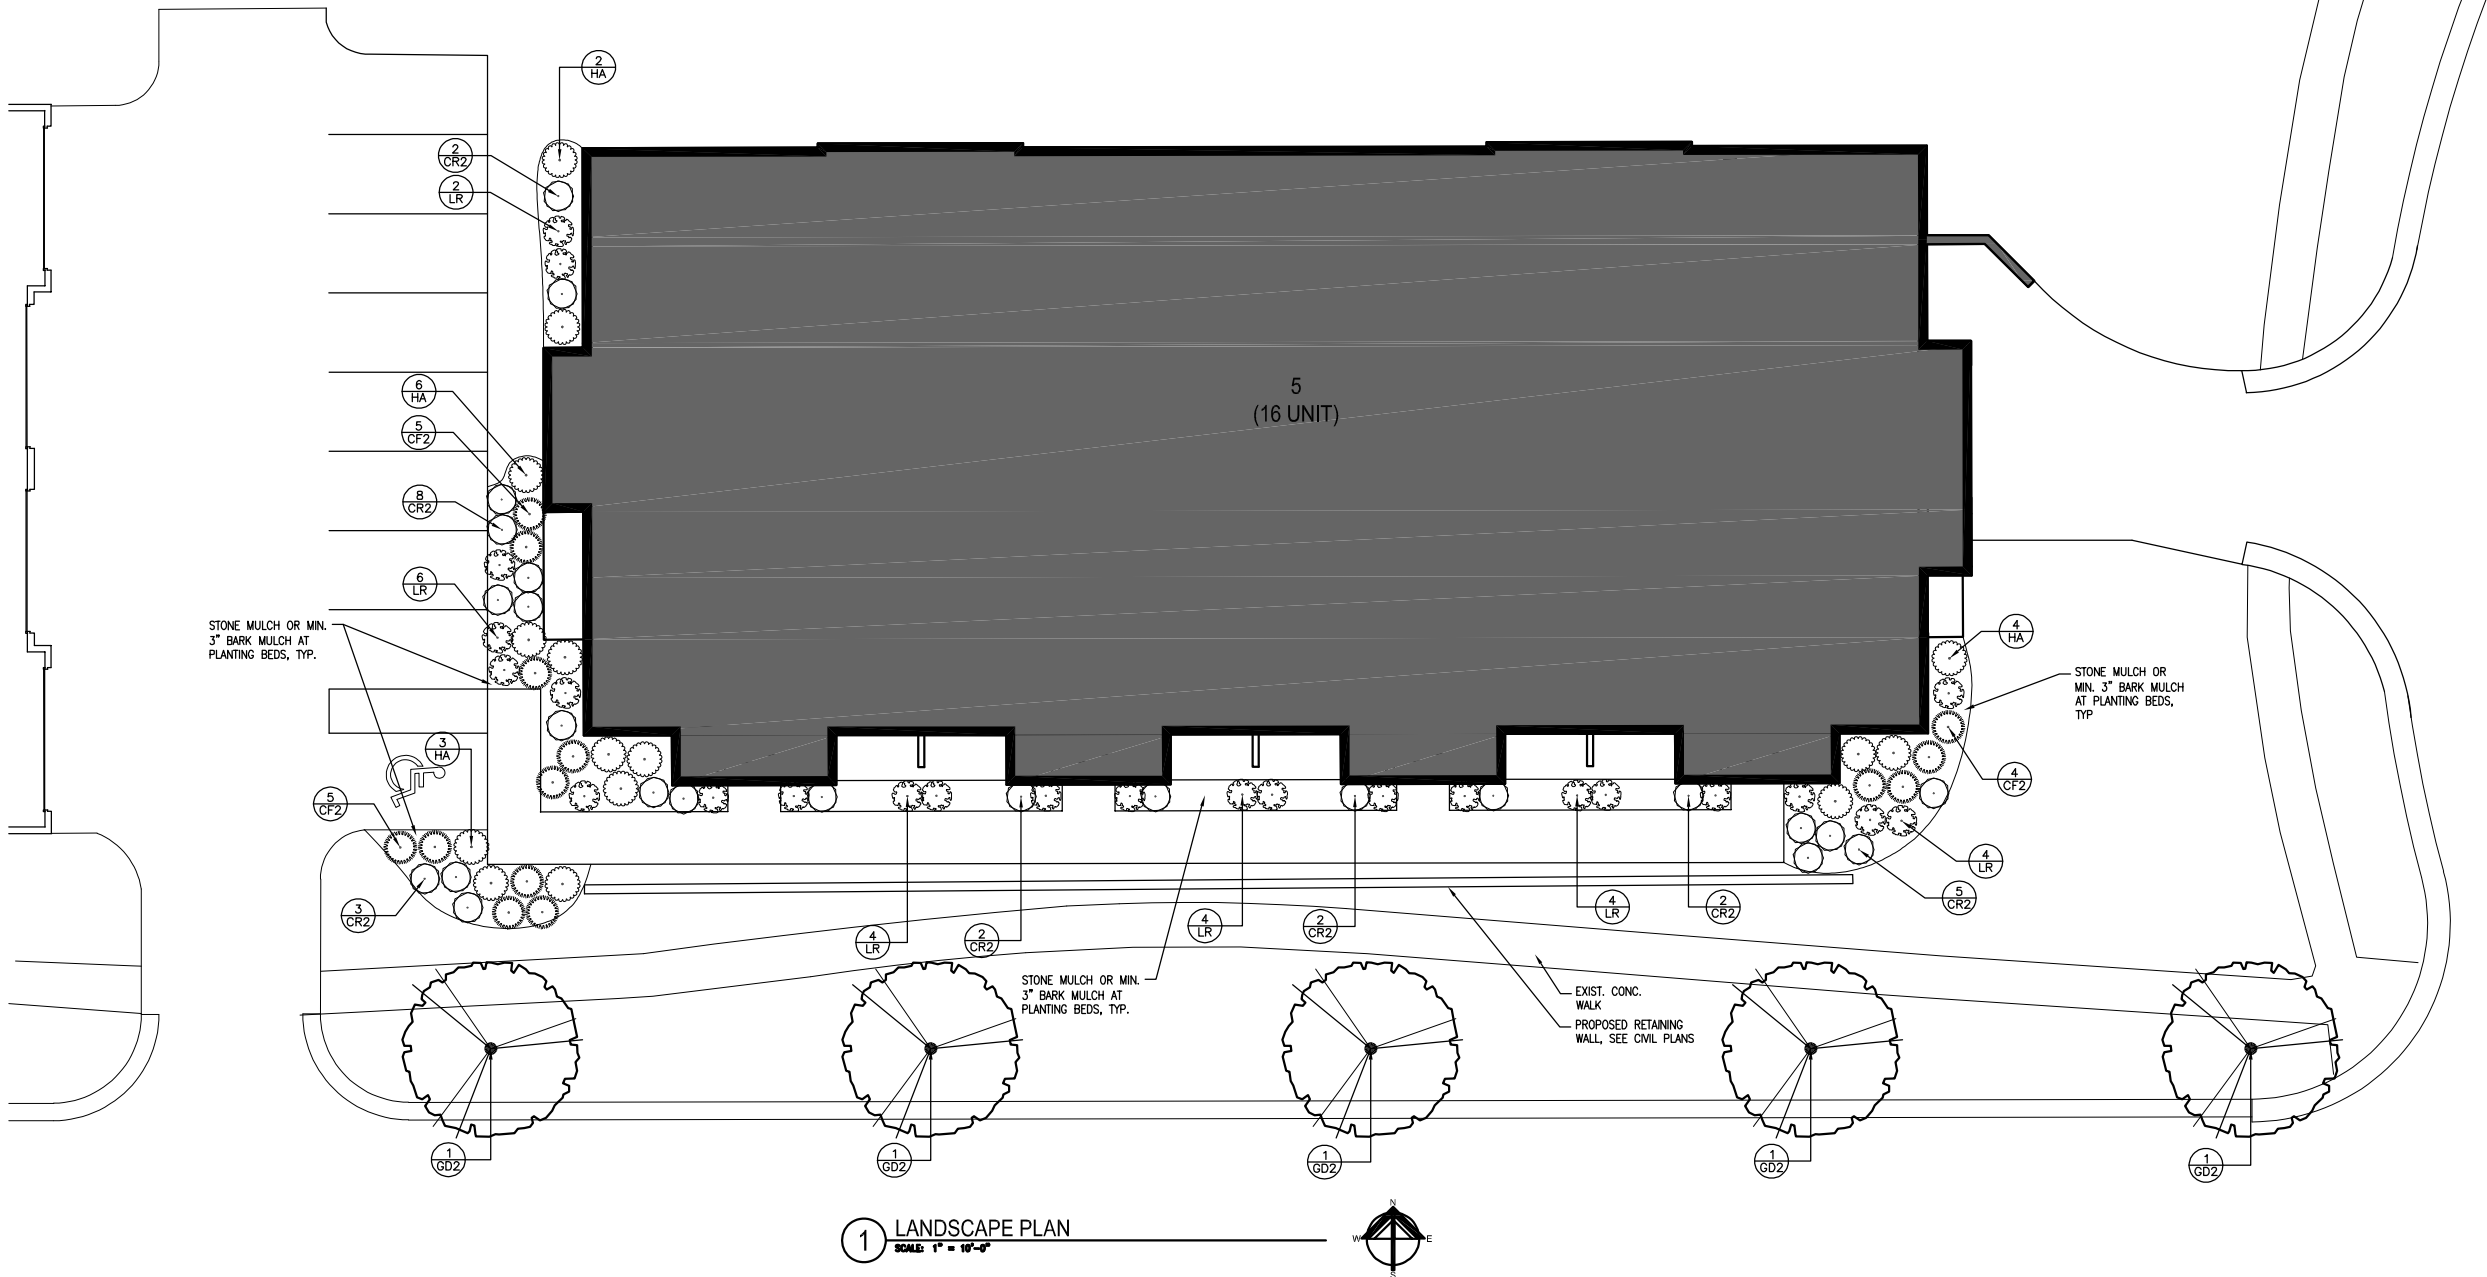 2
HA
2
CR2
2
LR
6
HA
5
CF2
8
CR2
6
LR
STONE MULCH OR MIN.
3" BARK MULCH AT
PLANTING BEDS, TYP.
3
HA
5
CF2
3
CR2
5
(16 UNIT)
4
HA
STONE MULCH OR
MIN. 3" BARK MULCH
AT PLANTING BEDS,
TYP
4
CF2
4
LR
5
CR2
4
LR
2
CR2
4
LR
2
CR2
4
LR
2
CR2
STONE MULCH OR MIN.
3" BARK MULCH AT
PLANTING BEDS, TYP.
EXIST. CONC.
WALK
PROPOSED RETAINING
WALL, SEE CIVIL PLANS
1
GD2
1
GD2
1
GD2
1
GD2
1
GD2
1 LANDSCAPE PLAN
SCALE: 1" = 10'-0"
N
W E
S